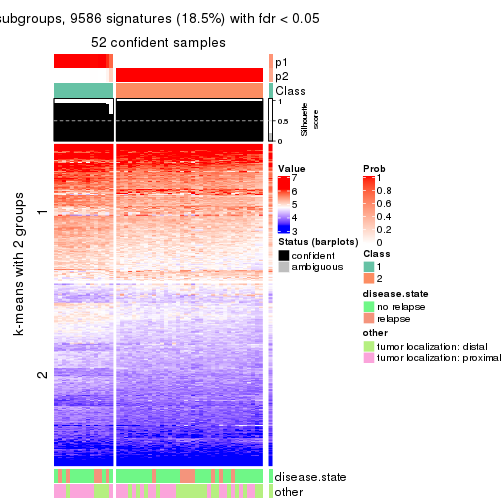 subgroups, 9586 signatures (18.5%) with fdr < 0.05
52 confident samples
p1
p2
Class
1
0.5
0
Silhouette
score
k-means with 2 groups
1
2
Value
7
6
5
4
3
Status (barplots)
confident
ambiguous
Prob
1
0.8
0.6
0.4
0.2
0
Class
1
2
disease.state
no relapse
relapse
other
tumor localization: distal
tumor localization: proximal
disease.state
other